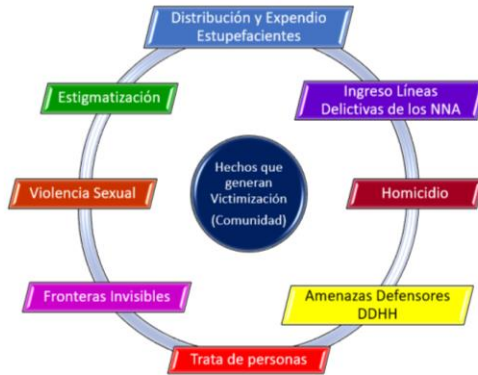 Distribución y Expendio
Estupefacientes
Ingreso Líneas
Delictivas de los NNA
Homicidio
Amenazas Defensores
DDHH
Trata de personas
Fronteras Invisibles
Violencia Sexual
Estigmatización
Hechos que
generan
Victimización
(Comunidad)